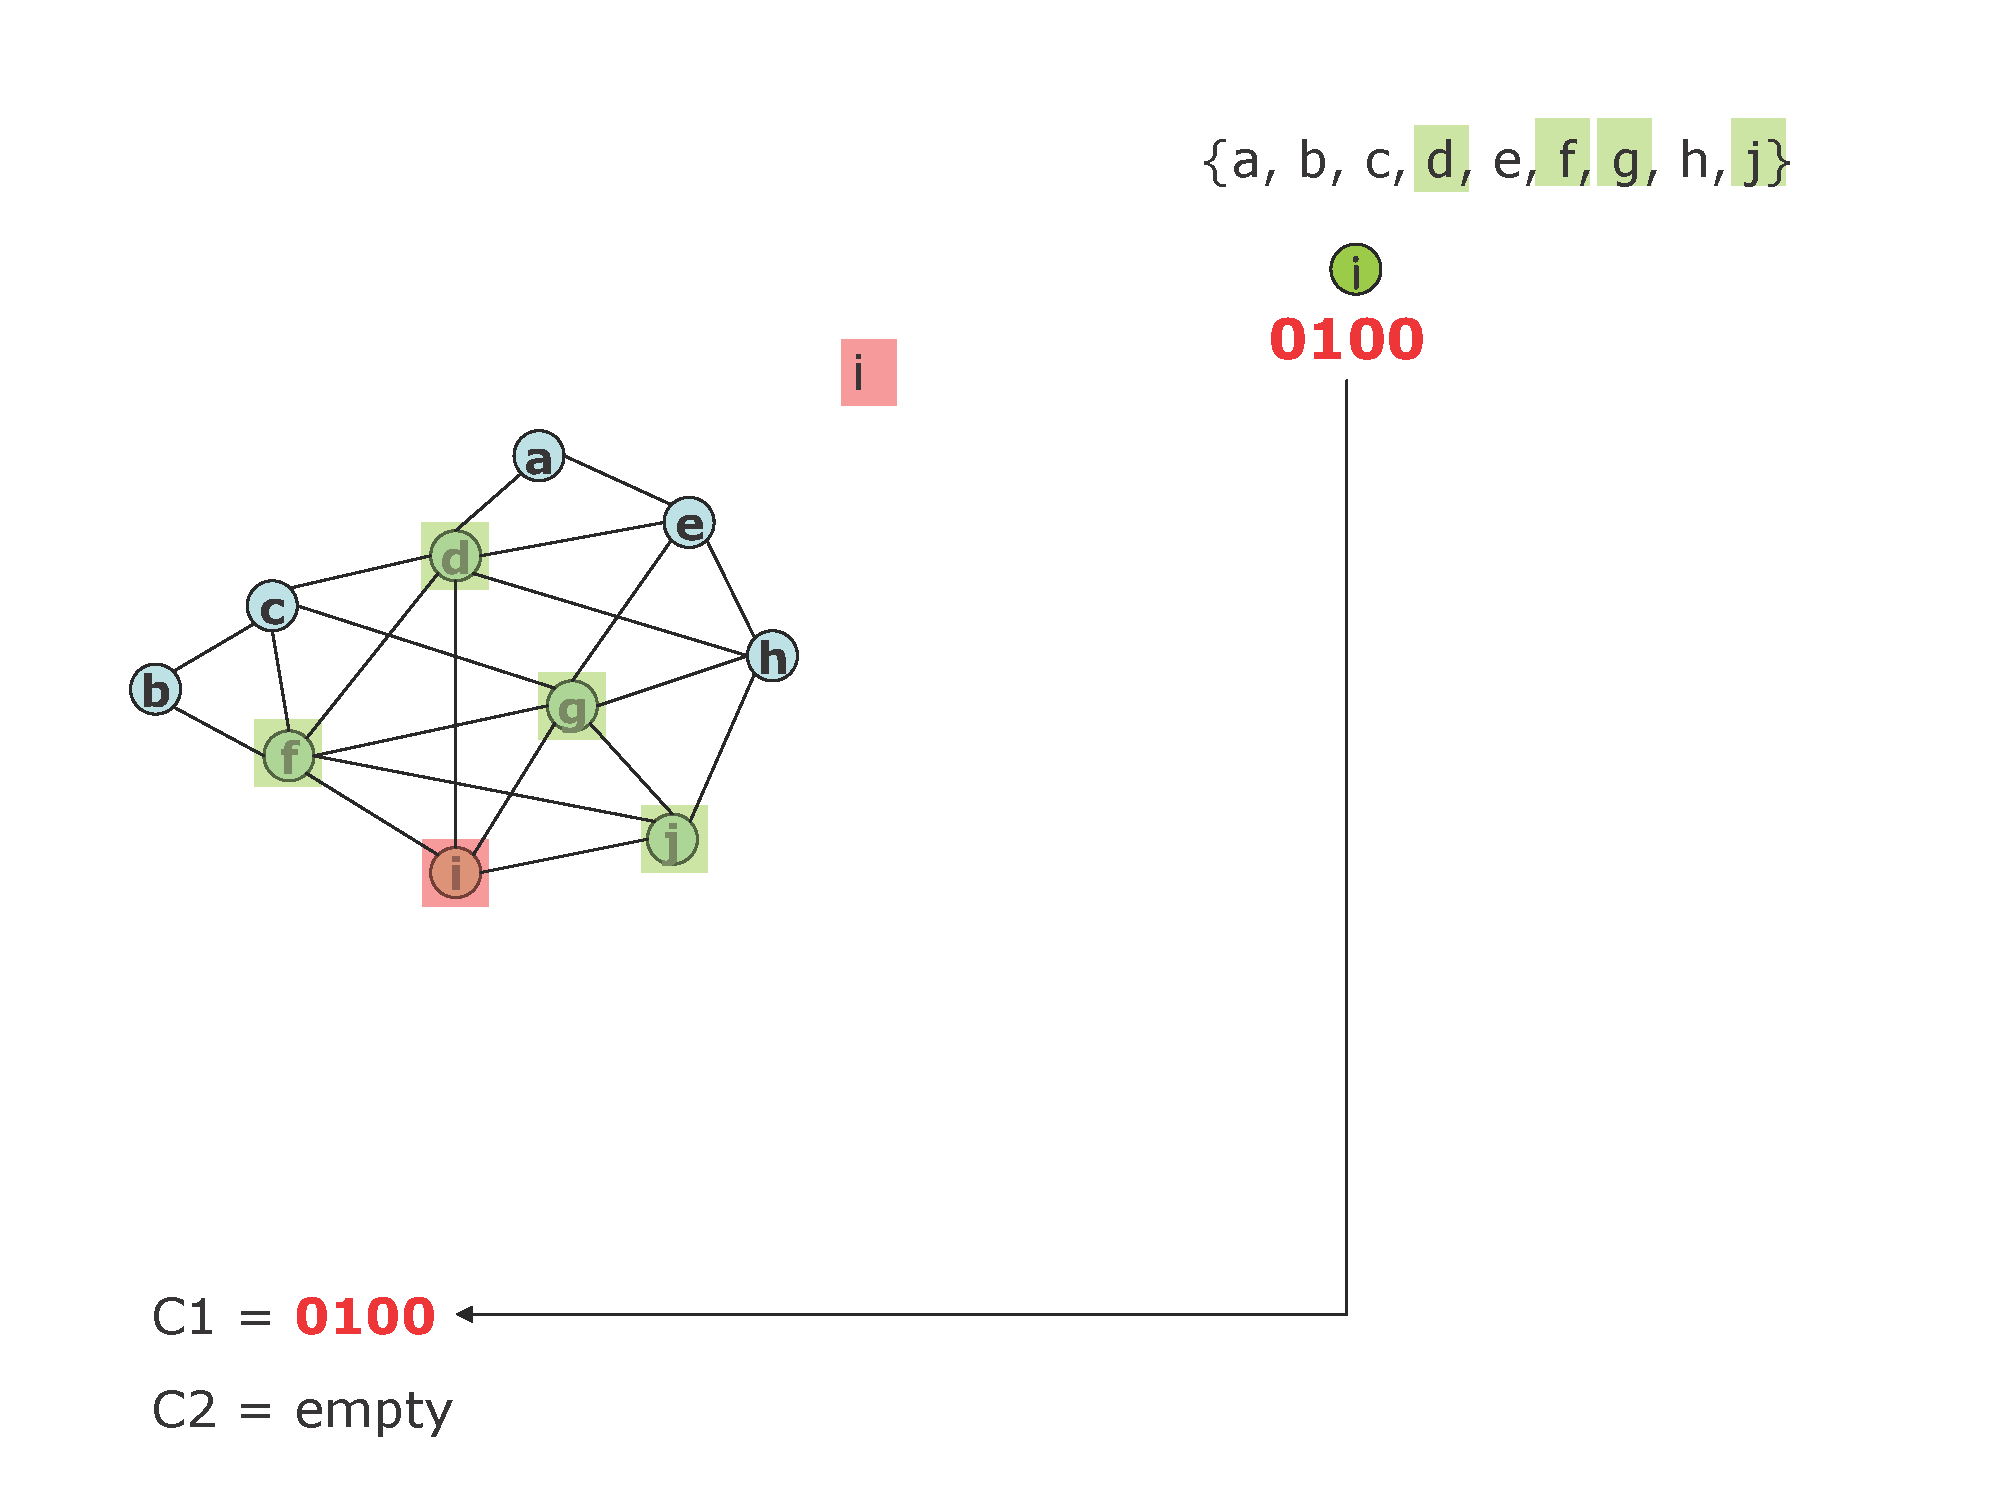 {a, b, c, d, e, f, g, h, j}
i
0100
i
a
e
d
c
h
b
g
f
j
i
C1 = 0100
C2 = empty